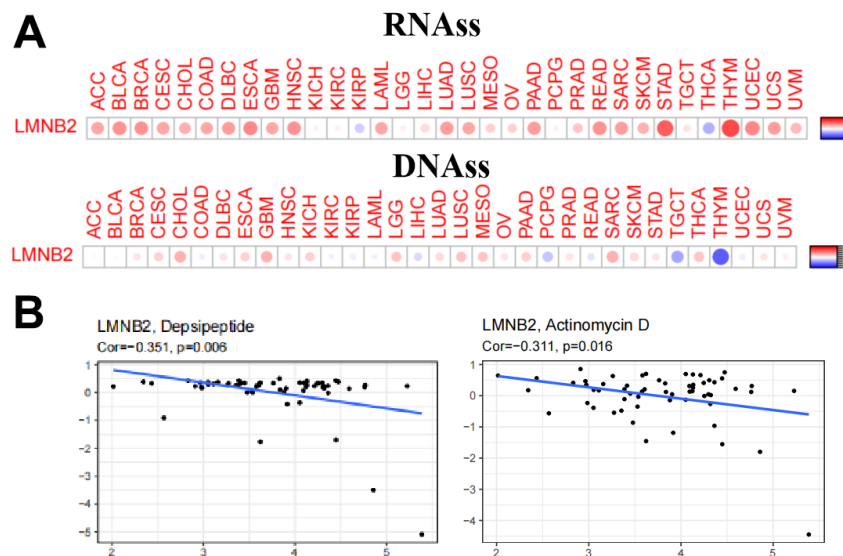 A
RNAss
ACC BLCA BRCA CESC CHOL COAD DLBC ESCA GBM HNSC KICH KIRC KIRP LAML LGG LIHC LUAD LUSC MESO OV PAAD PCPG PRAD READ SARC SKCM STAD TGCT THCA THYM UCEC UCS UVM
LMNB2
DNAss
ACC BLCA BRCA CESC CHOL COAD DLBC ESCA GBM HNSC KICH KIRC KIRP LAML LGG LIHC LUAD LUSC MESO OV PAAD PCPG PRAD READ SARC SKCM STAD TGCT THCA THYM UCEC UCS UVM
LMNB2
B
LMNB2, Depsipeptide
Cor=−0.351, p=0.006
1
0
−1
−2
−3
−4
−5
2 3 4 5
LMNB2, Actinomycin D
Cor=−0.311, p=0.016
1
0
−1
−2
−3
−4
2 3 4 5